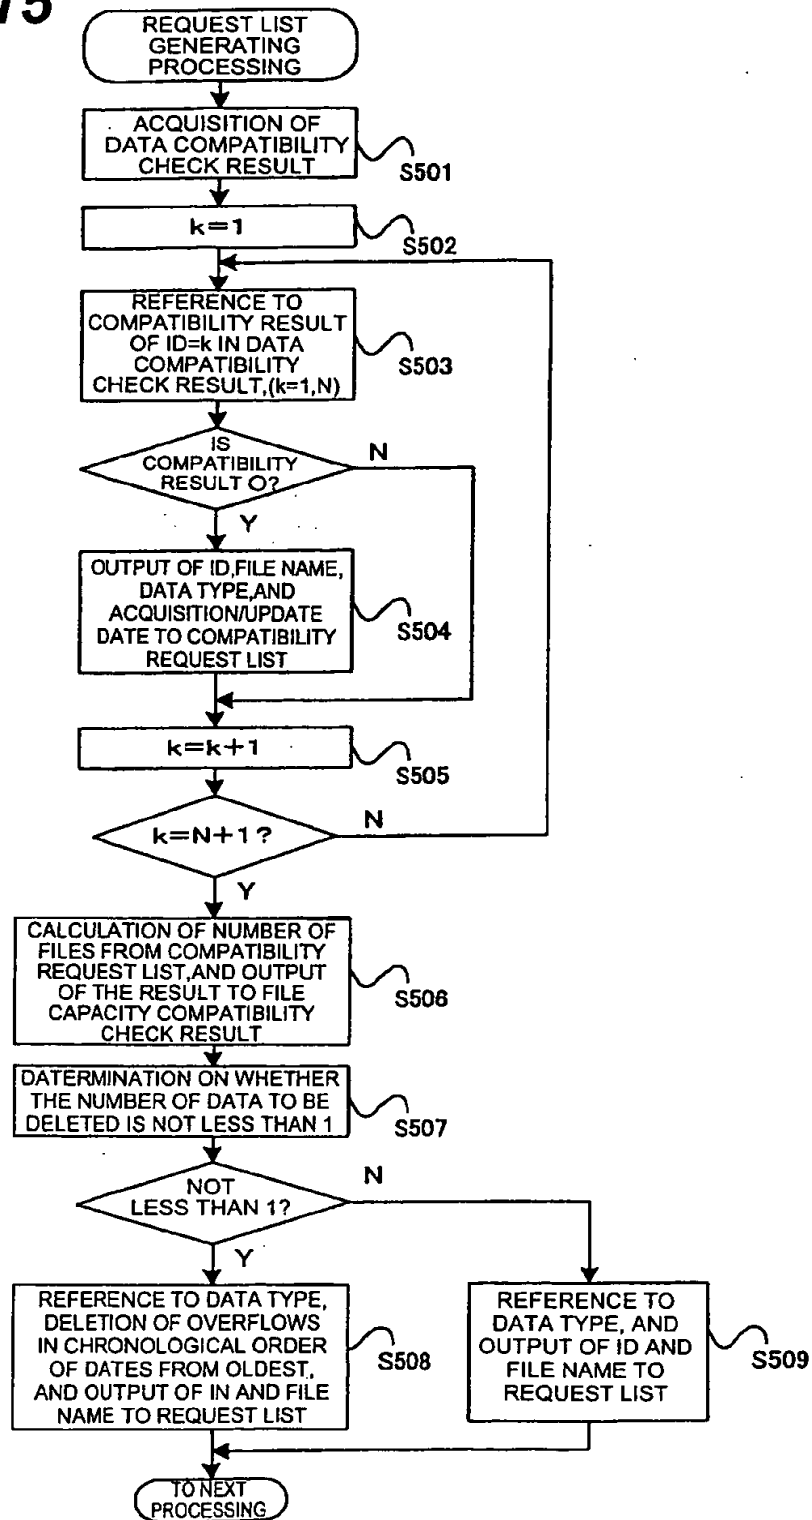 15
REQUEST LIST
GENERATING
PROCESSING
ACQUISITION OF
DATA COMPATIBILITY
CHECK RESULT
S501
k=1
S502
REFERENCE TO
COMPATIBILITY RESULT
OF ID=k IN DATA
COMPATIBILITY
CHECK RESULT,(k=1,N)
S503
IS
COMPATIBILITY
RESULT O?
N
Y
OUTPUT OF ID,FILE NAME,
DATA TYPE,AND
ACQUISITION/UPDATE
DATE TO COMPATIBILITY
REQUEST LIST
S504
k=k+1
S505
k=N+1?
N
Y
CALCULATION OF NUMBER OF
FILES FROM COMPATIBILITY
REQUEST LIST,AND OUTPUT
OF THE RESULT TO FILE
CAPACITY COMPATIBILITY
CHECK RESULT
S506
DATERMINATION ON WHETHER
THE NUMBER OF DATA TO BE
DELETED IS NOT LESS THAN 1
S507
NOT
LESS THAN 1?
N
Y
REFERENCE TO DATA TYPE,
DELETION OF OVERFLOWS
IN CHRONOLOGICAL ORDER
OF DATES FROM OLDEST,
AND OUTPUT OF IN AND FILE
NAME TO REQUEST LIST
S508
REFERENCE TO
DATA TYPE, AND
OUTPUT OF ID AND
FILE NAME TO
REQUEST LIST
S509
TO NEXT
PROCESSING